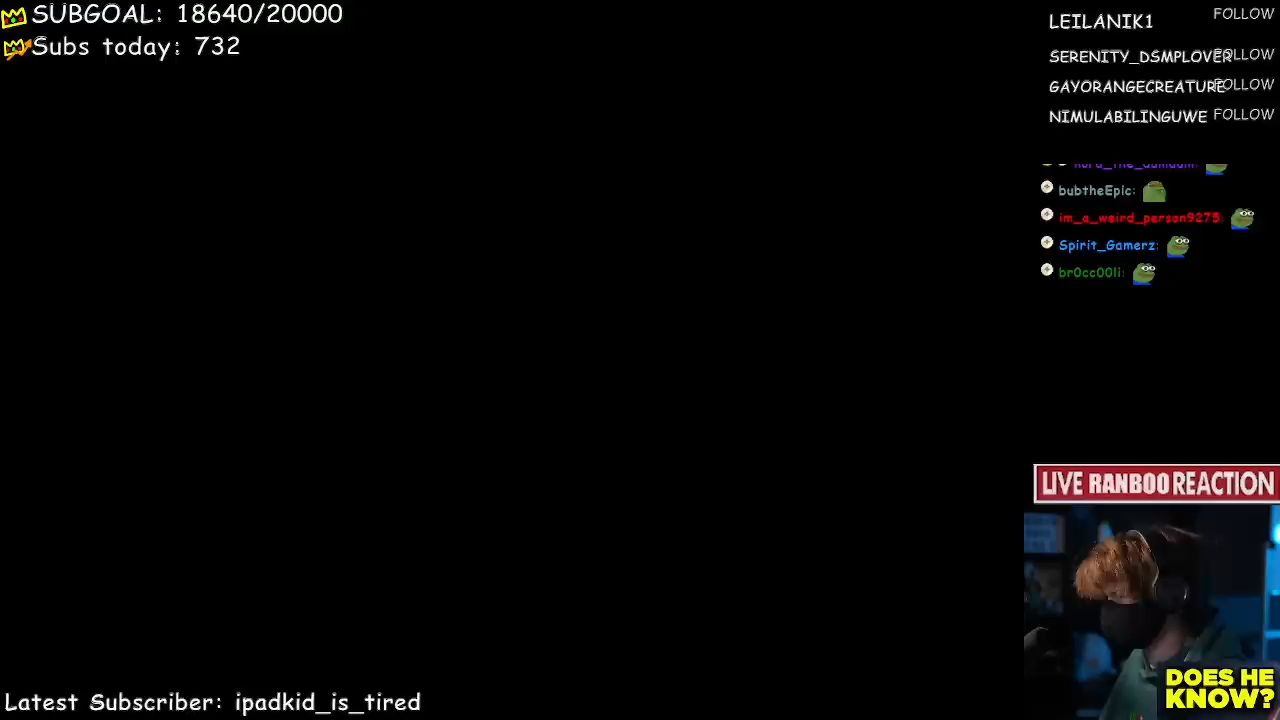 SUBGOAL: 18640/20000
Subs today: 732
LEILANIK1 FOLLOW
SERENITY_DSMPLOVER FOLLOW
GAYORANGECREATURE FOLLOW
NIMULABILINGUWE FOLLOW
bubtheEpic:
im_a_weird_person9275:
Spirit_Gamerz:
br0cc00li:
LIVE RANBOO REACTION
DOES HE
KNOW?
Latest Subscriber: ipadkid_is_tired